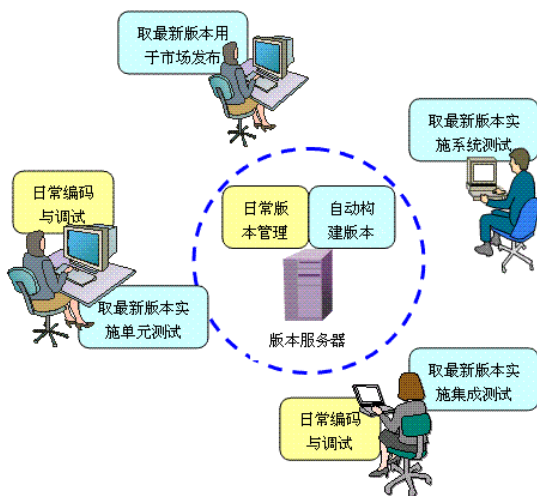 取最新版本用
于市场发布
取最新版本实
施系统测试
日常编码
与调试
日常版
本管理
自动构
建版本
取最新版本实
施单元测试
版本服务器
取最新版本实
施集成测试
日常编码
与调试